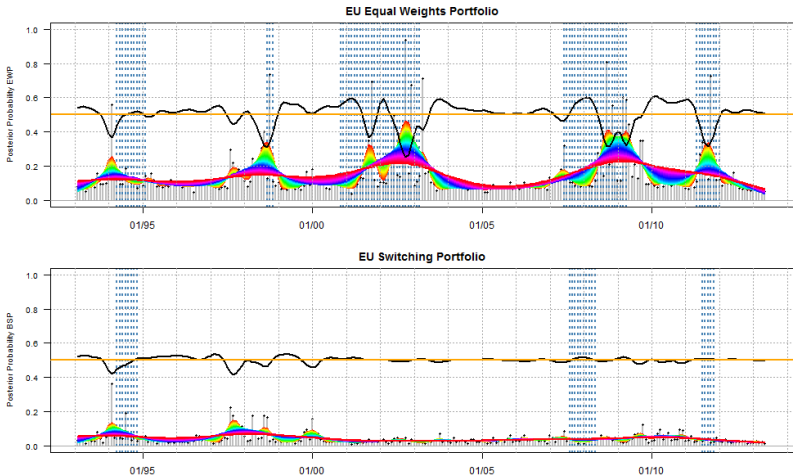 EU Equal Weights Portfolio
Posterior Probability EWP
1.0
0.8
0.6
0.4
0.2
0.0
01/95 01/00 01/05 01/10
EU Switching Portfolio
Posterior Probability BSP
1.0
0.8
0.6
0.4
0.2
0.0
01/95 01/00 01/05 01/10